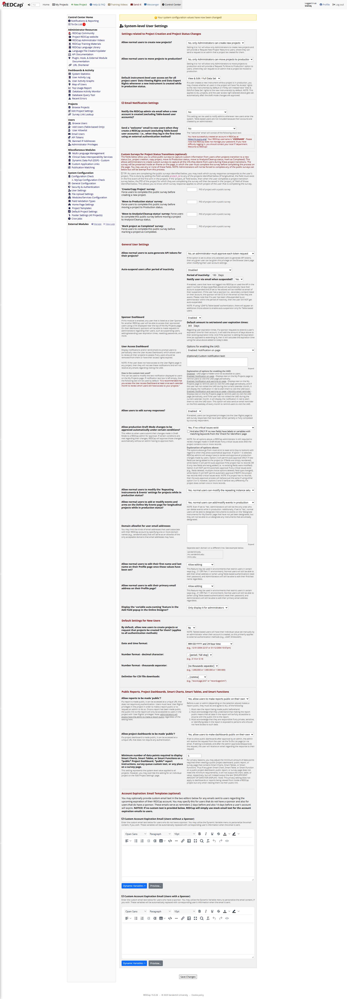 REDCap
Home
My Projects
New Project
Help & FAQ
Training Videos
Send-It
Messenger
Control Center
Logged in as
tranvq
Profile
Log out
Control Center Home
Notifications & Reporting
To-Do List 1
Administrator Resources
REDCap Community
Project REDCap website
REDCap Administrator Videos
REDCap Training Materials
REDCap Language Library
Language File Creator/Updater
API Documentation
Plugin, Hook, & External Module
Documentation
URL Shortener
Dashboards & Activity
System Statistics
User Activity Log
User Activity Graphs
Map of Users
Top Usage Report
Database Activity Monitor
Database Query Tool
Recent Errors
Projects
Browse Projects
Edit Project Settings
Survey Link Lookup
Users
Browse Users
Add Users (Table-based Only)
User Allowlist
Email Users
API Tokens
Banned IP Addresses
Administrator Privileges
Miscellaneous Modules
Multi-Language Management
Clinical Data Interoperability Services
Dynamic Data Pull (DDP) - Custom
Custom Application Links
Publication Matching
System Configuration
Configuration Check
& MyCap Configuration Check
General Configuration
Security & Authentication
User Settings
File Upload Settings
Modules/Services Configuration
Field Validation Types
Home Page Settings
Project Templates
Default Project Settings
Footer Settings (All Projects)
Cron Jobs
External Modules Manage View Logs
Your system configuration values have now been changed!
System-level User Settings
Settings related to Project Creation and Project Status Changes
Allow normal users to create new projects?
No, only Administrators can create new projects
Setting it to 'no' will allow only Administrators to create new projects and
will provide a 'Request New Project' feature to users, where they can
send a request to an admin that a project be created for them.
Allow normal users to move projects to production?
No, only Administrators can move projects to production
Setting it to 'no' will allow only Administrators to move projects to
production and will provide a 'Request To Move to Production' option to
users, where they can request to an admin that a project be moved to
production.
Default instrument-level user access set for all
project users' Data Viewing Rights and Data Export
Rights whenever a new instrument is created while
in production status.
View & Edit / Full Data Set
If a user creates a new instrument while a project is in production, you
may choose whether all users in the project will have 'No Access' rights
to the new instrument(s) by default or if they will instead have 'View &
Edit/Full Data Set' rights to the new instrument(s) by default. NOTE: This
applies to ALL projects, and the user access right selected above gets set
automatically after the draft mode changes are approved.
Email Notification Settings
Notify the REDCap admin via email when a new
account is created (excluding Table-based user
accounts)?
No
This setting can be used to notify admins whenever new users enter the
system. Table-based users are not included because their accounts are
created by an administrator.
Send a "welcome" email to new users when they
create a REDCap account (excluding Table-based
user accounts) - i.e., when they log in the first time
using an external authentication method?
No
The "welcome" email will consist of the following stock text:
You have successfully created an account in REDCap at
https://rc.oucru.org/. Your REDCap username is "USERNAME". Please
note that REDCap does not manage your password. If you have
difficulty logging in, you should contact your local IT department.
Welcome to REDCap!
Custom Surveys for Project Status Transitions (optional):
The fields below allow you to utilize public surveys to capture custom information from users when projects transition to a new
status (i.e., project creation, copy project, move to Production status, move to Analysis/Cleanup status, mark as Completed). This
allows administrators to create custom surveys to capture all the info they desire from users during these project transitions. The
survey will be presented inside an iframe on the page, in which the user must complete the survey before completing the process on
the page. You may use any or none of these fields. NOTE: Administrators will not be forced to complete any of the public surveys set
below but will be exempt from this process.
TIP: As users are completing the public surveys identified below, you may track which survey response corresponds to the user's
project. This is done by adding the field variable project_id to any of the projects identified below (if longitudinal, the field must exist
in the first event of the first arm in the project). If the 'project_id' field exists, then when the user completes a project transition
survey below, the PID of the project for which they are completing the survey will then be saved in the 'project_id' field of those
identified below. This allows you to know which survey response applies to which project of the user that is completing the survey.
'Create/Copy Project' survey:
Force users to complete this public survey before
creating a new project.
PID of project with a public survey
'Move to Production status' survey:
Force users to complete this public survey before
moving a project to Production status.
PID of project with a public survey
'Move to Analysis/Cleanup status' survey: Force users
to complete this public survey before moving a project
to Analysis/Cleanup status.
PID of project with a public survey
'Mark project as Completed' survey:
Force users to complete this public survey before
marking a project as Completed.
PID of project with a public survey
General User Settings
Allow normal users to auto-generate API tokens for
their projects?
No, an administrator must approve each token request
If the option is set to allow only selected users to generate API tokens,
then any given user can be given this privilege on the Browse Users page
when modifying their user account settings.
Auto-suspend users after period of inactivity
Disabled
Period of inactivity: 180 Days
Notify user via email when suspended? Yes
If enabled, users that have not logged into REDCap or used the API in the
past X number of days (specified above) will automatically have their
account suspended and (if set to Yes above) will be notified via email of
their suspension. If the user has a sponsor (i.e., secondary contact) listed
on their account, the sponsor will be CC'd on the email so that they are
aware. Please note that if a user has been UNsuspended by an
administrator within the period of inactivity, then the user will NOT get
auto-suspended.
NOTE: If using 'LDAP & Table-based' authentication, there will appear an
additional choice above to enable auto-suspension only for Table-based
users.
Sponsor Dashboard
If this module is enabled, any user that is listed as a User Sponsor
for another REDCap user will be able to access their sponsored
users using a link displayed near the top of the My Projects page.
On their dashboard, sponsors will be able to make requests to
administrators regarding their users, such as suspending users,
setting/extending user expiration times, resetting passwords, and
more.
Enabled
Default amount to set/extend user expiration times:
365 Days
Regarding user expiration times, if a sponsor requests to extend a user's
expiration time for their account, it will add the amount of days above to
their existing expiration time. And if the sponsor is setting the expiration
time (as opposed to extending it), then it will calculate the expiration time
using the value above added to today's date.
User Access Dashboard
Display notifications and/or send emails to prompt users to
periodically view the User Access Dashboard, which allows users
to review all their projects to assess if any users should be
removed from them or have their access rights expired.
NOTE: If the user does not have access to the User Rights page in
any project, then they will not see these notifications and will not
receive any emails regarding visiting the UAD.
How is the custom text used?
This can be used to modify the text notification displayed to users
on the My Projects page. If notification text box is left empty, then
the following text will be used by default: "It is recommended that
you access the User Access Dashboard at least once each calendar
month to review which users still have access to your projects."
Options for enabling the UAD:
Enabled: Notification on page
(Optional) Custom notification text:
Expand
Explanation of options for enabling the UAD:
Disabled - UAD page is hidden and not accessible to users.
Enabled: Notification on page - Displays text on the My Projects page to
remind users to visit the UAD page periodically.
Enabled: Notification and warning on page - Displays text on the My
Projects page to remind users to visit the UAD page periodically, and if
the user has not visited the UAD during the current calendar month, it
will display the notification in red to alert them to visit the UAD soon.
Enabled: Notification and warning on page + Monthly email reminder -
Displays text on the My Projects page to remind users to visit the UAD
page periodically, and if the user has not visited the UAD during the
current calendar month, it will display the notification in red to alert
them to visit the UAD soon. This option will also send an email reminder
on the first weekday of every month to remind users to visit the UAD.
Allow users to edit survey responses?
Enabled
If enabled, users can be granted privileges (via the User Rights page) to
edit survey responses that have been either partially or fully completed
by a survey respondent.
Allow production Draft Mode changes to be
approved automatically under certain conditions?
This refers to when users submit their changes made in Draft
Mode to a REDCap admin for approval. If certain conditions are
met regarding their changes, REDCap will approve those changes
automatically without an admin having to approve them.
Yes, if no critical issues exist
And also ONLY IF no new fields have labels or variables with
matching keywords from the 'Check For Identifiers' page
NOTE: For all options above, a REDCap administrator is still required to
review changes made in Draft Mode if any critical issues exist AND the
project contains one or more records.
Explanation of options above:
The options above go from most strict to least strict (top to bottom) with
regard to when they allow automatical approval. If option 1 is selected,
REDCap admins will always have to review and approve all production
changes made by users. Option 2 will permit auto-approval ONLY if new
fields are being added to the project (or if fields are simply reordered),
while Option 3 will permit auto-approval if the project has no records OR
if only new fields are being added (i.e. no existing fields were modified).
Option 4 will NOT permit automatic approval if any critical issues exist
(e.g., fields deleted, multiple choice options deleted, field type changed),
while Option 5 will NOT permit automatic approval if BOTH the project
has records AND critical issues exist. NOTE: If a project has no records,
then the auto-approval process will behave just the same if using either
option 3 or 5; however, options 3 and 5 behave very differently if a
project does contain one or more records.
Allow normal users to modify the 'Repeating
Instruments & Events' settings for projects while in
production status?
Yes, normal users can modify the repeating instance setu
Allow normal users to add or modify events and
arms on the Define My Events page for longitudinal
projects while in production status?
Yes, normal users can add/modify events in production
NOTE: Even if set to 'Yes', Administrators will still be the only ones who
can delete events while in production. Additionally, if set to 'Yes', normal
users will be able to designate instruments to events on the 'Designate
Instruments For My Events' page that have not yet been designated, but
they will not be able to un-designate any instruments that are already
designated.
Domain allowlist for user email addresses
You may limit the kinds of email addresses that users associate
with their REDCap account by specifying one or more domain
names (e.g., vanderbilt.edu) that will serve as an allowlist of the
only acceptable domains that email addresses may have.
Expand
Separate each domain on a different line. See example below.
vanderbilt.edu
mc.vanderbilt.edu
mmc.edu
Allow normal users to edit their first name and last
name on their Profile page once those values have
been set?
Allow editing
This feature may be used in environments that restrict users in certain
ways (e.g., 21 CFR Part 11 environment). Normal users will still be able to
edit their email address or (when using Table-based authentication) reset
their password, and Administrators will still be able to edit their first/last
name regardless.
Allow normal users to edit their primary email
address on their Profile page?
Allow editing
This feature may be used in environments that restrict users in certain
ways (e.g., 21 CFR Part 11 environment). Normal users will still be able to
(when using Table-based authentication) reset their password, and
Administrators will still be able to edit their primary email address
regardless.
Display the 'variable auto-naming' feature in the
Add Field popup in the Online Designer?
Only display it for administrators
Default Settings for New Users
By default, allow new users to create projects or
request that projects be created for them? (applies
to all authentication methods)
No
NOTE: Tabled-based users will have their individual value set manually by
an administrator when their account is created, so this primarily applies
to external authentication methods (e.g., LDAP, Shibboleth).
Date and time format:
MM-DD-YYYY and 24-hour time
(e.g., 12/31/2004 22:57 or 31/12/2004 10:57pm)
Number format - decimal character:
. (period / full stop)
(e.g., 3.14 or 3,14)
Number format - thousands separator:
[no thousands separator]
(e.g., 1,000,000 or 1.000.000 or 1 000 000)
Delimiter for CSV file downloads:
, (comma)
(e.g., "record,age,bmi" or "record;age;bmi")
Public Reports, Project Dashboards, Smart Charts, Smart Tables, and Smart Functions
Allow reports to be made 'public'?
If a report is made public, it can be accessed at a unique URL that
does not require any authentication. Users must have 'User Rights'
privileges in the project in order to make a report public or to
request an admin to do so. Once a report has been made public,
the public link to the report will only be accessible to users in the
project with 'User Rights' privileges. Note: administrators will
always have the ability to make a report public regardless of the
setting here.
Yes, allow users to make reports public on their own
Before a user or admin (depending on the selection above) makes a
report public, they must do and agree to ALL of the following:
1. Must view the report being made public beforehand.
2. Must acknowledge that they understand that making the report
public means that all data in the report will be accessible to
anyone with the public link to the report.
3. Must acknowledge that they are responsible if any private, sensitive,
or identifying data in the report is exposed to persons who should
not have access to such data.
Allow project dashboards to be made 'public'?
If a project dashboard is made public, it can be accessed at a
unique URL that does not require any authentication.
Yes, allow users to make dashboards public on their own
If set to allow public dashboards after approval by an admin, the admin
will receive the request from the user via the To-Do List page (or via
email, if setting is enabled), and after the admin approves/disapproves
the request, the user will receive an email regarding the response to their
request.
Minimum number of data points required to display
Smart Charts, Smart Tables, or Smart Functions on a
*public* Project Dashboard, *public* report
instructions, survey queue custom text, or any place
on a survey page.
This setting represents the system-level value applied to all
projects. However, you may override this setting for an individual
project on the 'Edit Project Settings' page.
5
For privacy reasons, you may adjust the minimum amount of data points
required when viewing a public project dashboard, public report, or
survey page that contains Smart Charts, Smart Tables, or Smart
Functions. Thus if any given Smart Chart, Smart Table, or Smart Function
on a public project dashboard, public report, or survey page does not
meet the minimum requirements, it will not output the chart, table, or
value, respectively, but will instead output the text '[INSUFFICIENT
AMOUNT OF DATA FOR DISPLAY]'. Note: This privacy setting does not
apply to dashboards or reports being viewed from inside a REDCap
project but only when viewing them via their public link.
Account Expiration: Email Templates (optional)
You may optionally provide custom email text in the two editors below for any emails sent to users regarding the
upcoming expiration of their REDCap account. You may specify this for users that do not have a sponsor and also for
users that do have a sponsor. These emails serve as reminders 2 days before and also 14 days before a user's account
will expire. NOTICE: If no custom text is provided below, REDCap will simply use stock email text for the account
expiration emails to users.
Custom Account Expiration Email (Users without a Sponsor)
Enter the custom email text below for users who do not have a sponsor. You may utilize the Dynamic Variable menu to personalize the email
content, if you wish. These variables will be automatically replaced with corresponding user's information when the email is sent.
Open Sans Paragraph 10pt
Dynamic Variables > Preview...
Custom Account Expiration Email (Users with a Sponsor)
Enter the custom email text below for users who have a sponsor. You may utilize the Dynamic Variable menu to personalize the email content, if
you wish. These variables will be automatically replaced with corresponding user's information when the email is sent.
Open Sans Paragraph 10pt
Dynamic Variables > Preview...
Save Changes
REDCap 15.0.26 - © 2025 Vanderbilt University - Cookie policy